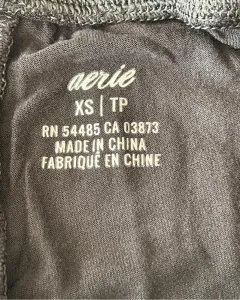 aerie
XS | TP
RN 54485 CA 03873
MADE IN CHINA
FABRIQUÉ EN CHINE